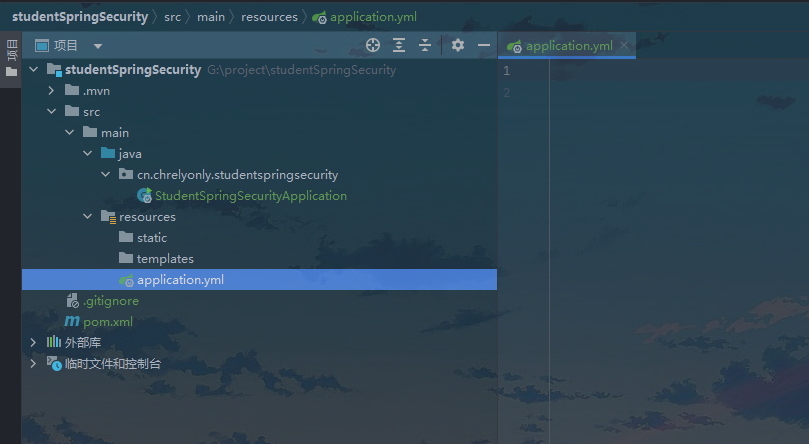 studentSpringSecurity src main resources application.yml
项目
项目
application.yml
studentSpringSecurity G:\project\studentSpringSecurity
.mvn
src
main
java
cn.chrelyonly.studentspringsecurity
StudentSpringSecurityApplication
resources
static
templates
application.yml
.gitignore
pom.xml
外部库
临时文件和控制台
1
2